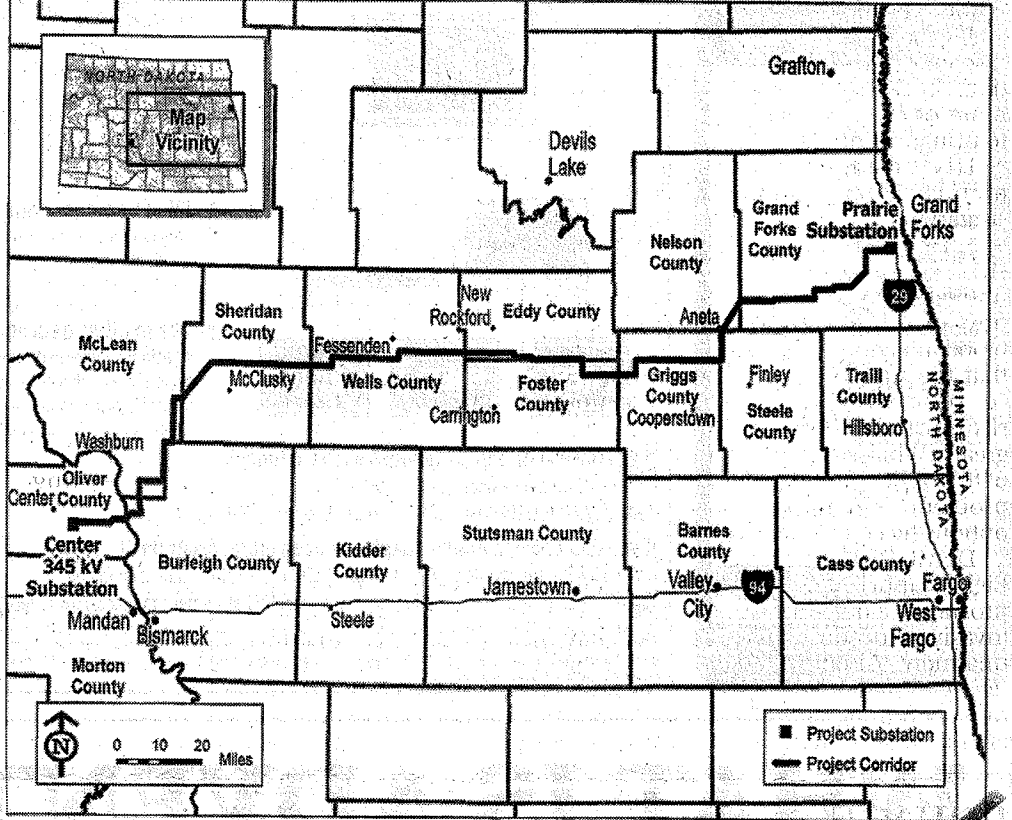 NORTH DAKOTA
Map
Vicinity
Grafton
Devils
Lake
Grand
Forks
County
Prairie
Substation
Grand
Forks
Nelson
County
29
New
Rockford
Eddy County
Aneta
Sheridan
County
McLean
County
Fessenden
McClusky
Wells County
Foster
County
Carrington
Griggs
County
Cooperstown
Finley
Steele
County
Traill
County
Hillsboro
MINNESOTA
NORTH DAKOTA
Washburn
Oliver
County
Center
Center
345 kV
Substation
Burleigh County
Kidder
County
Stutsman County
Barnes
County
Cass County
Jamestown
Valley
City
94
Fargo
West
Fargo
Mandan
Bismarck
Steele
Morton
County
N
0 10 20
Miles
Project Substation
Project Corridor